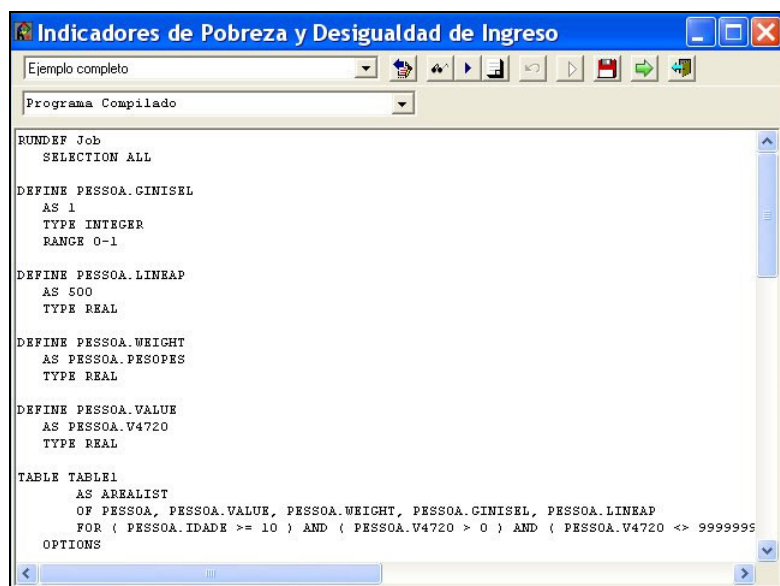 Indicadores de Pobreza y Desigualdad de Ingreso
Ejemplo completo
Programa Compilado
RUNDEF Job
SELECTION ALL
DEFINE PESSOA.GINISEL
AS 1
TYPE INTEGER
RANGE 0-1
DEFINE PESSOA.LINEAP
AS 500
TYPE REAL
DEFINE PESSOA.WEIGHT
AS PESSOA.PESOPES
TYPE REAL
DEFINE PESSOA.VALUE
AS PESSOA.V4720
TYPE REAL
TABLE TABLE1
AS AREALIST
OF PESSOA, PESSOA.VALUE, PESSOA.WEIGHT, PESSOA.GINISEL, PESSOA.LINEAP
FOR ( PESSOA.IDADE >= 10 ) AND ( PESSOA.V4720 > 0 ) AND ( PESSOA.V4720 <> 9999999
OPTIONS